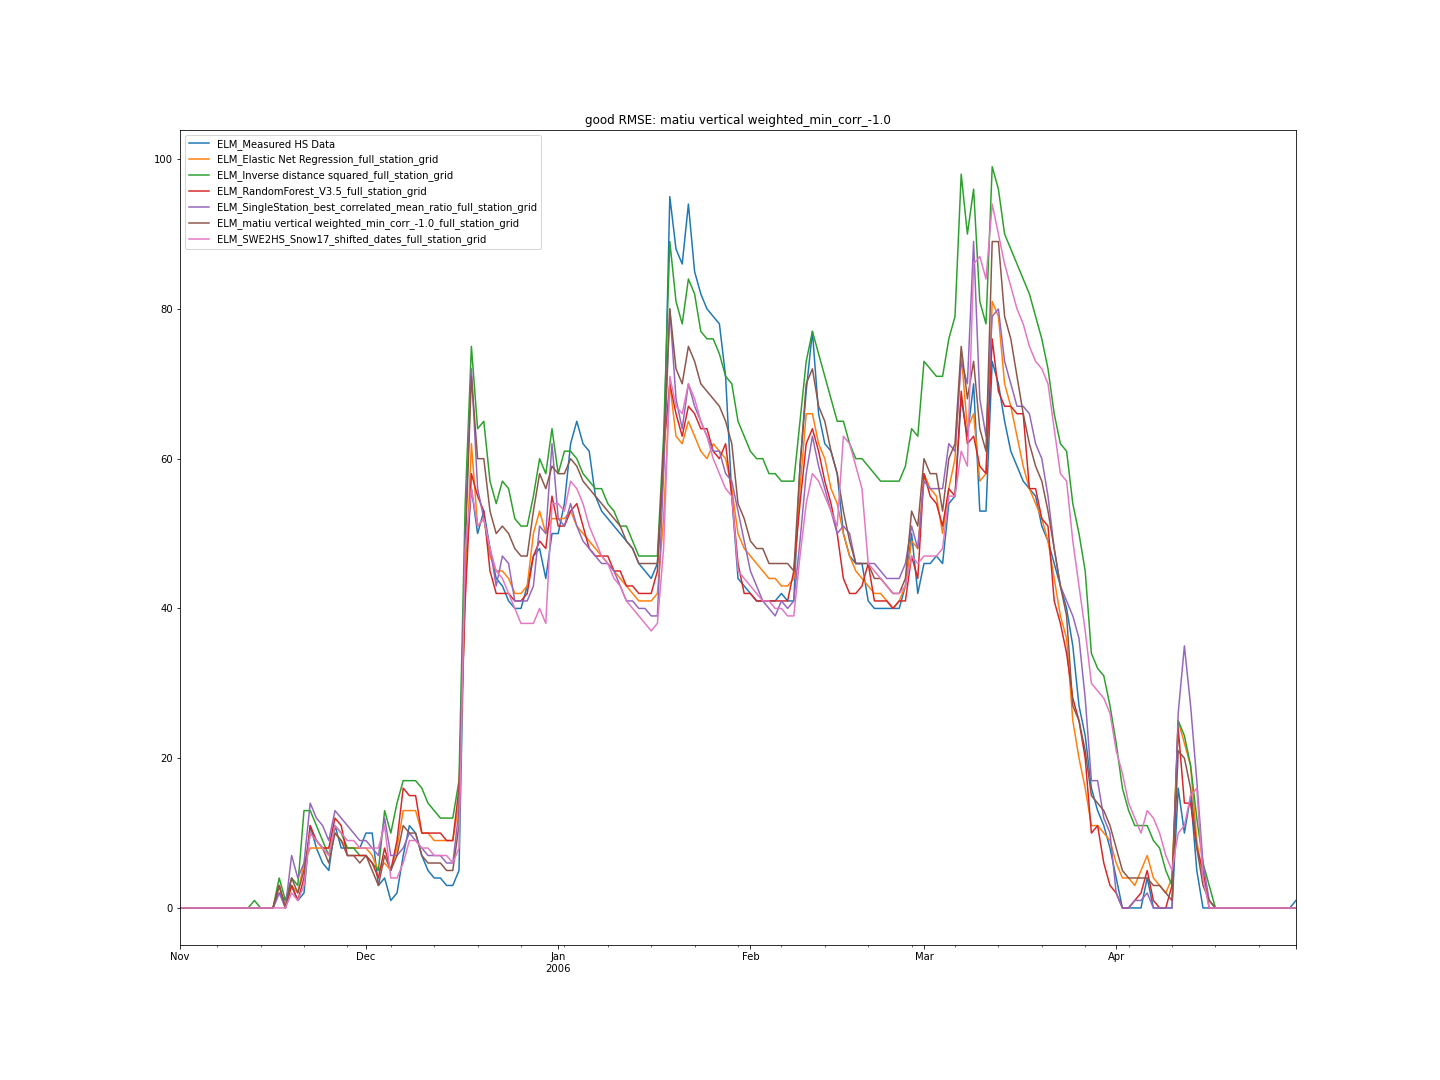 good RMSE: matiu vertical weighted_min_corr_-1.0
ELM_Measured HS Data
ELM_Elastic Net Regression_full_station_grid
ELM_Inverse distance squared_full_station_grid
ELM_RandomForest_V3.5_full_station_grid
ELM_SingleStation_best_correlated_mean_ratio_full_station_grid
ELM_matiu vertical weighted_min_corr_-1.0_full_station_grid
ELM_SWE2HS_Snow17_shifted_dates_full_station_grid
100
80
60
40
20
0
Nov Dec Jan Feb Mar Apr
2006